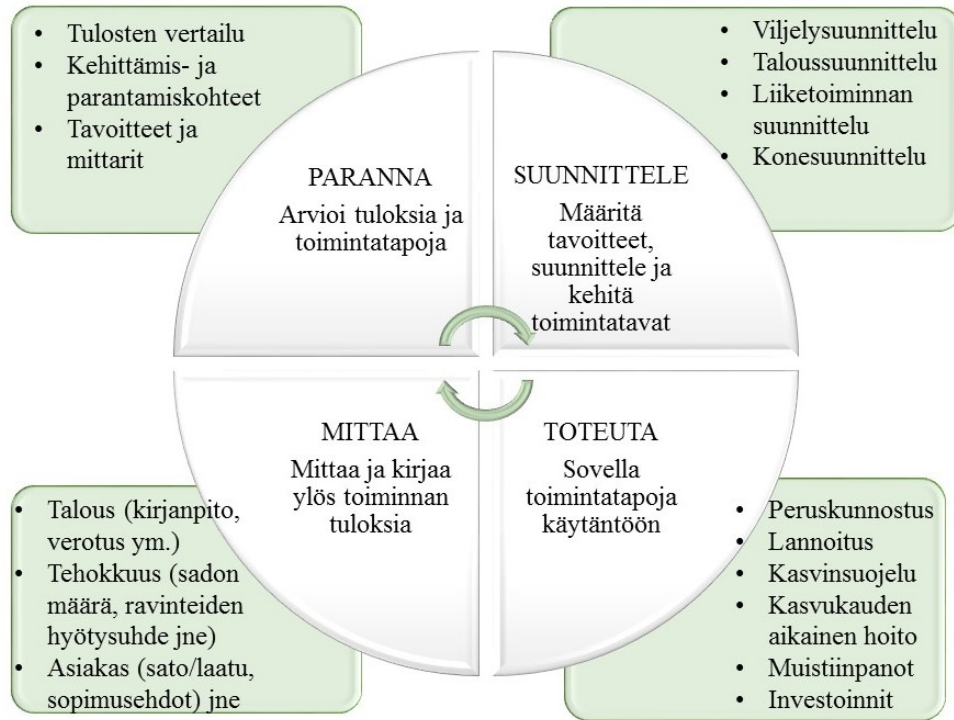 • Tulosten vertailu
• Kehittämis- ja
parantamiskohteet
• Tavoitteet ja
mittarit
• Viljelysuunnittelu
• Taloussuunnittelu
• Liiketoiminnan
suunnittelu
• Konesuunnittelu
PARANNA
Arvioi tuloksia ja
toimintatapoja
SUUNNITTELE
Määritä
tavoitteet,
suunnittele ja
kehitä
toimintatavat
MITTAA
Mittaa ja kirjaa
ylös toiminnan
tuloksia
TOTEUTA
Sovella
toimintatapoja
käytäntöön
• Talous (kirjanpito,
verotus ym.)
• Tehokkuus (sadon
määrä, ravinteiden
hyötysuhde jne)
• Asiakas (sato/laatu,
sopimusehdot) jne
• Peruskunnostus
• Lannoitus
• Kasvinsuojelu
• Kasvukauden
aikainen hoito
• Muistiinpanot
• Investoinnit